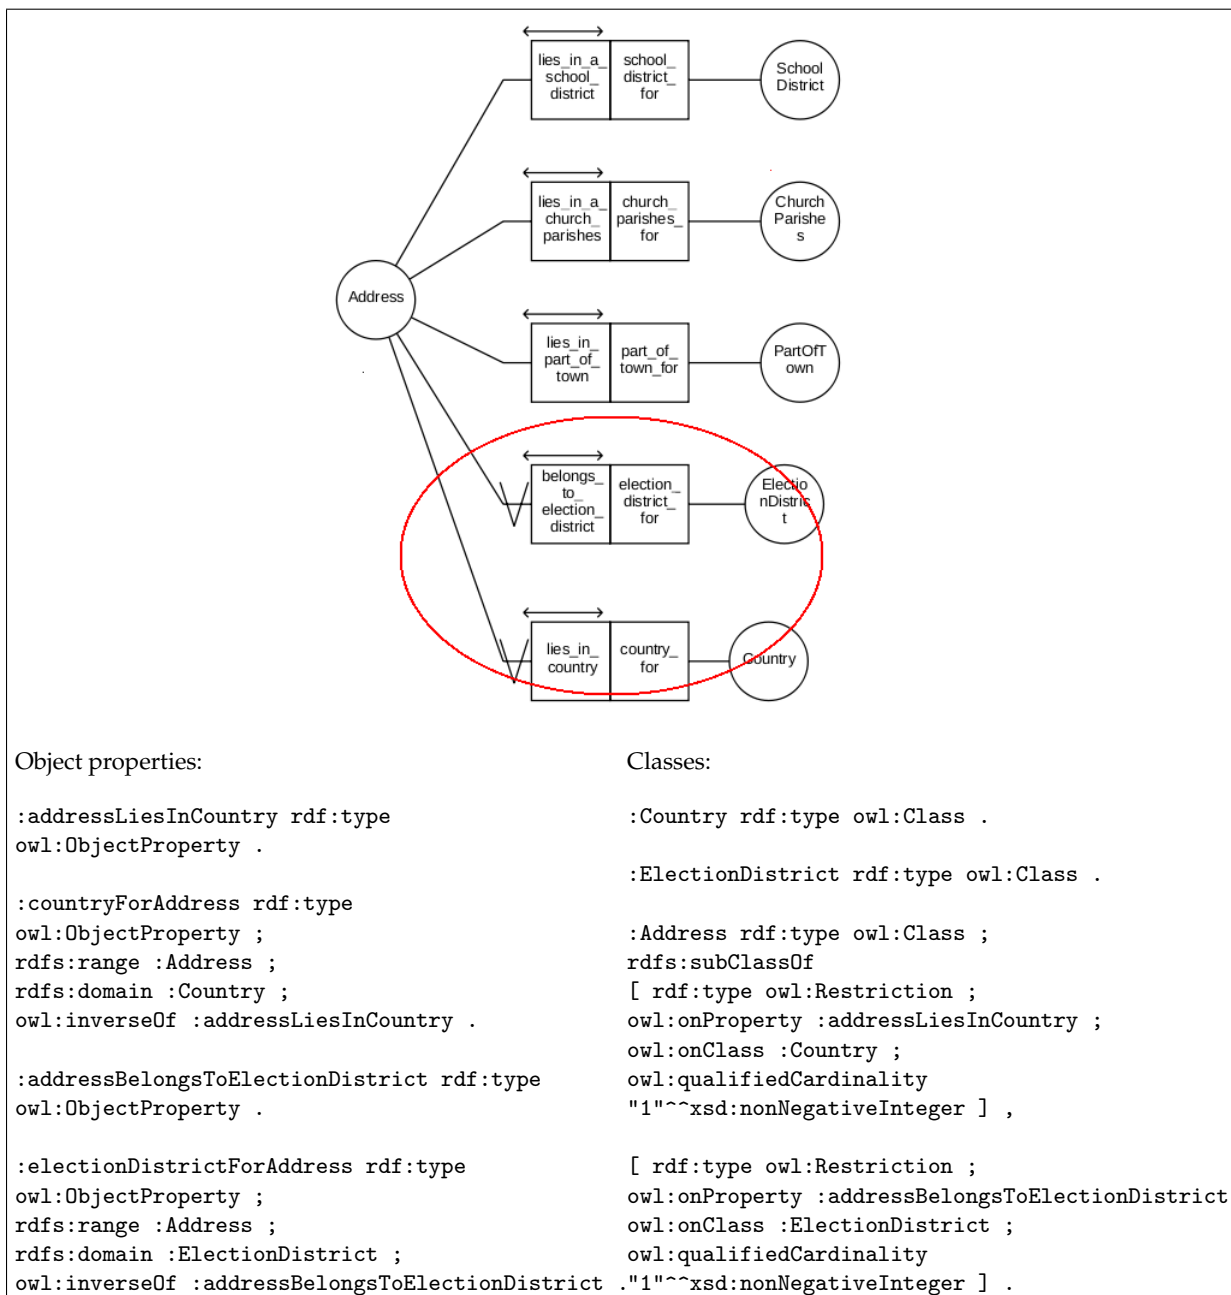 lies_in_a_
school_
district
school_
district_
for
School
District
lies_in_a_
church_
parishes
church_
parishes_
for
Church
Parishe
s
Address
lies_in_
part_of_
town
part_of_
town_for
PartOfT
own
belongs_
to_
election_
district
election_
district_
for
Electio
nDistric
t
lies_in_
country
country_
for
Country
Object properties:
:addressLiesInCountry rdf:type
owl:ObjectProperty .
:countryForAddress rdf:type
owl:ObjectProperty ;
rdfs:range :Address ;
rdfs:domain :Country ;
owl:inverseOf :addressLiesInCountry .
:addressBelongsToElectionDistrict rdf:type
owl:ObjectProperty .
:electionDistrictForAddress rdf:type
owl:ObjectProperty ;
rdfs:range :Address ;
rdfs:domain :ElectionDistrict ;
owl:inverseOf :addressBelongsToElectionDistrict .
Classes:
:Country rdf:type owl:Class .
:ElectionDistrict rdf:type owl:Class .
:Address rdf:type owl:Class ;
rdfs:subClassOf
[ rdf:type owl:Restriction ;
owl:onProperty :addressLiesInCountry ;
owl:onClass :Country ;
owl:qualifiedCardinality
"1"^^xsd:nonNegativeInteger ] ,
[ rdf:type owl:Restriction ;
owl:onProperty :addressBelongsToElectionDistrict
owl:onClass :ElectionDistrict ;
owl:qualifiedCardinality
"1"^^xsd:nonNegativeInteger ] .